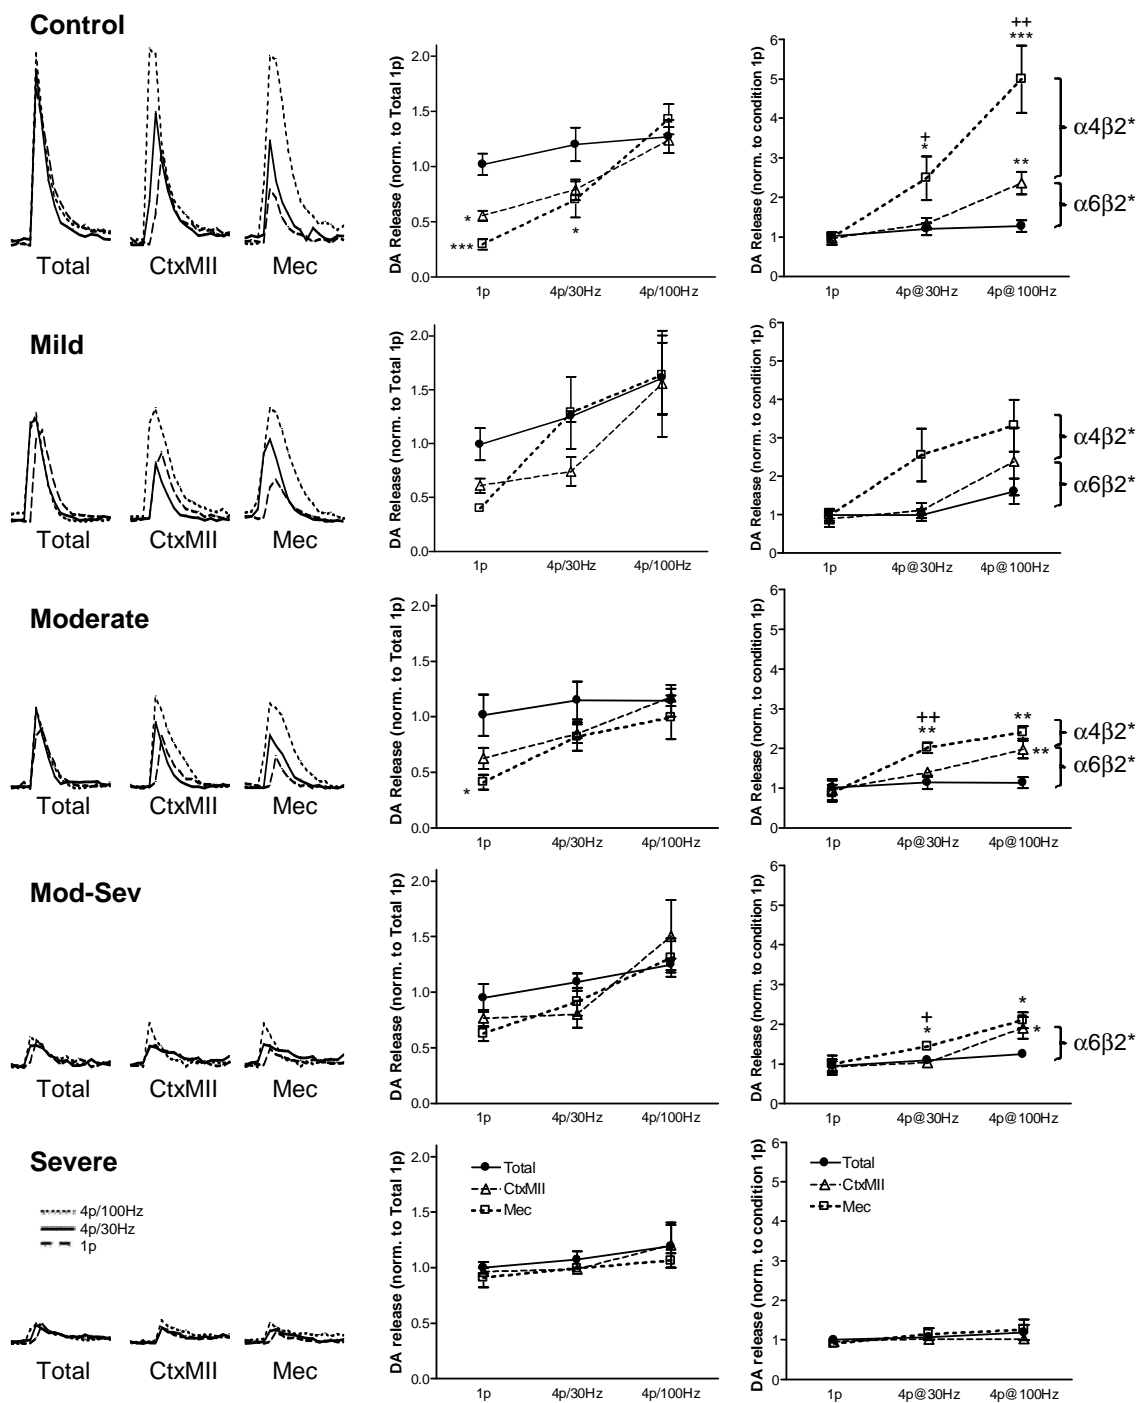 Control
Total CtxMII Mec
DA Release (norm. to Total 1p)
2.0
1.5
1.0
0.5
0.0
*
***
*
1p 4p/30Hz 4p/100Hz
DA Release (norm. to condition 1p)
6
5
4
3
2
1
0
+
*
++
***
**
α4β2*
α6β2*
1p 4p@30Hz 4p@100Hz
Mild
Total CtxMII Mec
DA Release (norm. to Total 1p)
2.0
1.5
1.0
0.5
0.0
1p 4p/30Hz 4p/100Hz
DA Release (norm. to condition 1p)
6
5
4
3
2
1
0
α4β2*
α6β2*
1p 4p@30Hz 4p@100Hz
Moderate
Total CtxMII Mec
DA Release (norm. to Total 1p)
2.0
1.5
1.0
0.5
0.0
*
1p 4p/30Hz 4p/100Hz
DA Release (norm. to condition 1p)
6
5
4
3
2
1
0
++
**
**
**
α4β2*
α6β2*
1p 4p@30Hz 4p@100Hz
Mod-Sev
Total CtxMII Mec
DA Release (norm. to Total 1p)
2.0
1.5
1.0
0.5
0.0
1p 4p/30Hz 4p/100Hz
DA Release (norm. to condition 1p)
6
5
4
3
2
1
0
+
*
*
*
α6β2*
1p 4p@30Hz 4p@100Hz
Severe
4p/100Hz
4p/30Hz
1p
Total CtxMII Mec
DA release (norm. to Total 1p)
2.0
1.5
1.0
0.5
0.0
Total
CtxMII
Mec
1p 4p/30Hz 4p/100Hz
DA release (norm. to condition 1p)
6
5
4
3
2
1
0
Total
CtxMII
Mec
1p 4p@30Hz 4p@100Hz